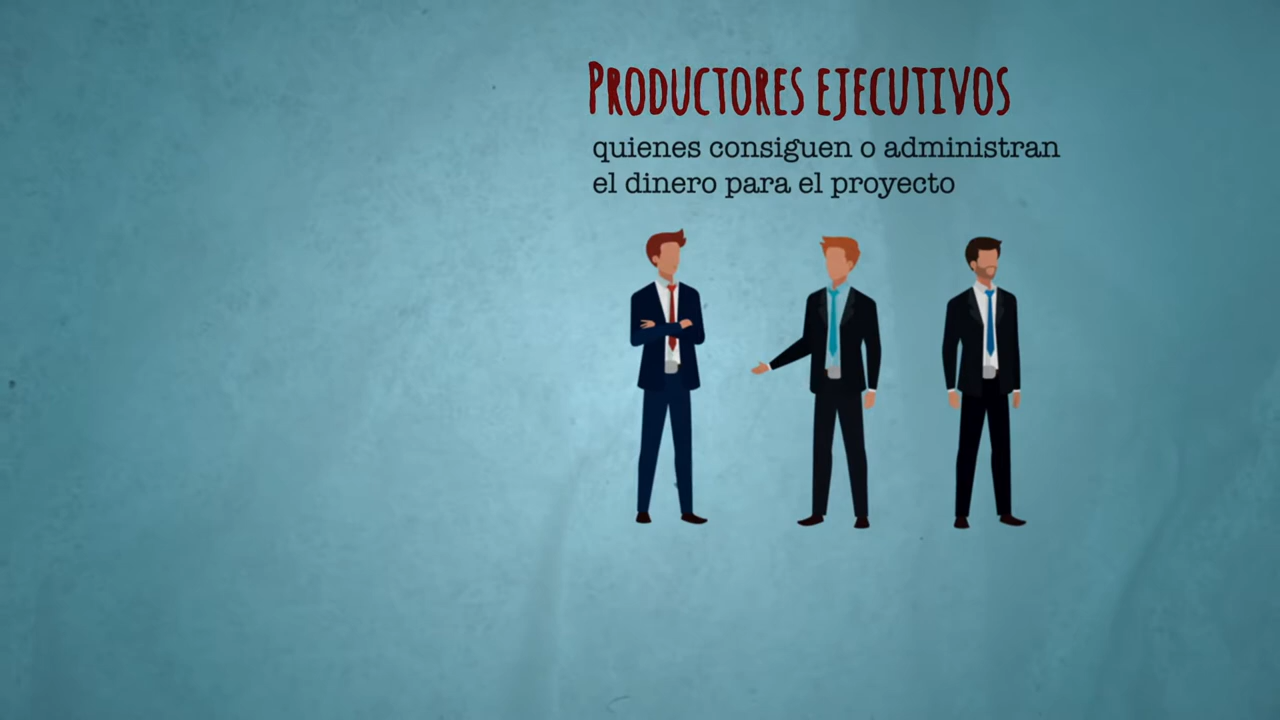 PRODUCTORES EJECUTIVOS
quienes consiguen o administran
el dinero para el proyecto